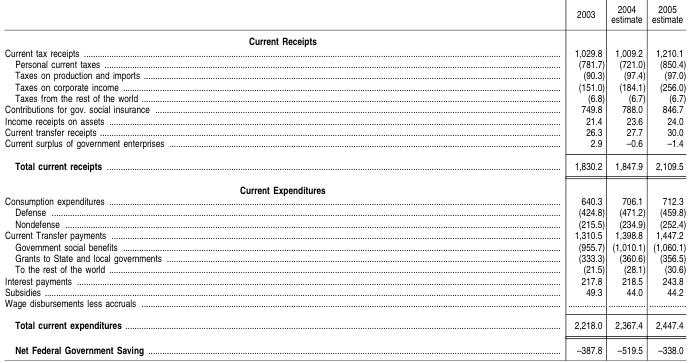 2003 2004 estimate 2005 estimate
Current Receipts
Current tax receipts 1,029.8 1,009.2 1,210.1
Personal current taxes (781.7) (721.0) (850.4)
Taxes on production and imports (90.3) (97.4) (97.0)
Taxes on corporate income (151.0) (184.1) (256.0)
Taxes from the rest of the world (6.8) (6.7) (6.7)
Contributions for gov. social insurance 749.8 788.0 846.7
Income receipts on assets 21.4 23.6 24.0
Current transfer receipts 26.3 27.7 30.0
Current surplus of government enterprises 2.9 –0.6 –1.4
Total current receipts 1,830.2 1,847.9 2,109.5
Current Expenditures
Consumption expenditures 640.3 706.1 712.3
Defense (424.8) (471.2) (459.8)
Nondefense (215.5) (234.9) (252.4)
Current Transfer payments 1,310.5 1,398.8 1,447.2
Government social benefits (955.7) (1,010.1) (1,060.1)
Grants to State and local governments (333.3) (360.6) (356.5)
To the rest of the world (21.5) (28.1) (30.6)
Interest payments 217.8 218.5 243.8
Subsidies 49.3 44.0 44.2
Wage disbursements less accruals
Total current expenditures 2,218.0 2,367.4 2,447.4
Net Federal Government Saving –387.8 –519.5 –338.0